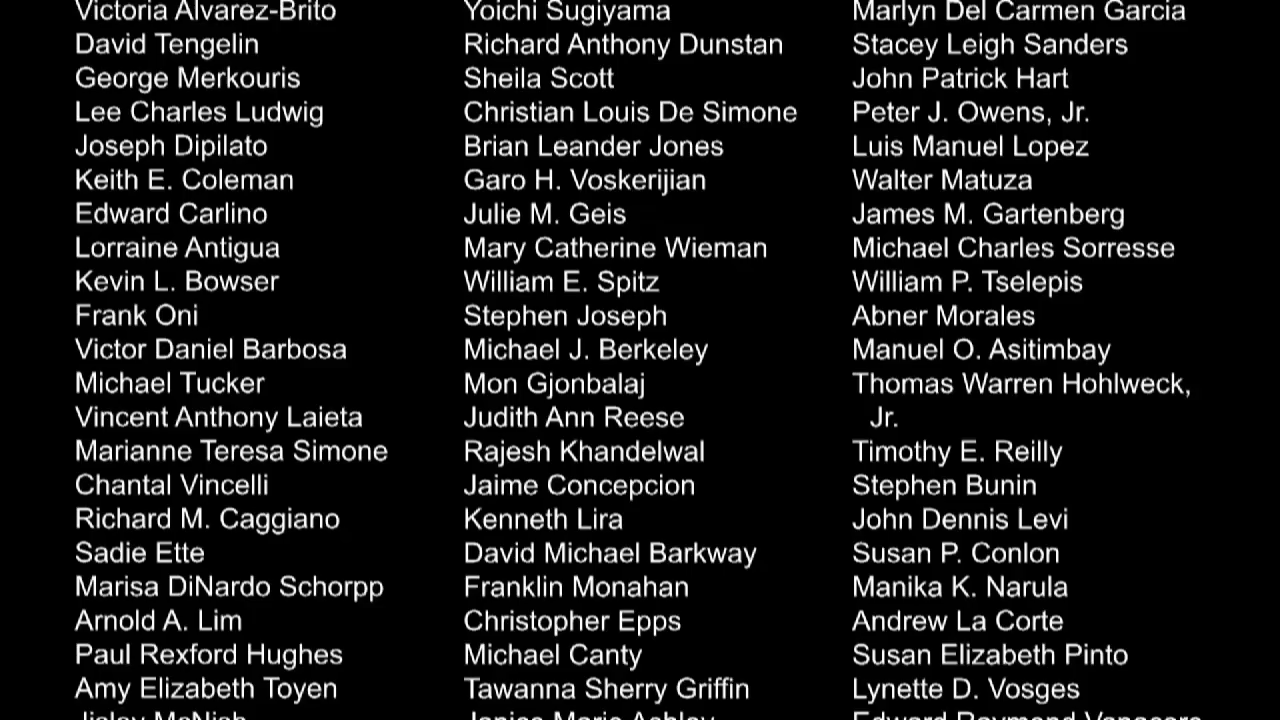 Victoria Alvarez-Brito
David Tengelin
George Merkouris
Lee Charles Ludwig
Joseph Dipilato
Keith E. Coleman
Edward Carlino
Lorraine Antigua
Kevin L. Bowser
Frank Oni
Victor Daniel Barbosa
Michael Tucker
Vincent Anthony Laieta
Marianne Teresa Simone
Chantal Vincelli
Richard M. Caggiano
Sadie Ette
Marisa DiNardo Schorpp
Arnold A. Lim
Paul Rexford Hughes
Amy Elizabeth Toyen
Yoichi Sugiyama
Richard Anthony Dunstan
Sheila Scott
Christian Louis De Simone
Brian Leander Jones
Garo H. Voskerijian
Julie M. Geis
Mary Catherine Wieman
William E. Spitz
Stephen Joseph
Michael J. Berkeley
Mon Gjonbalaj
Judith Ann Reese
Rajesh Khandelwal
Jaime Concepcion
Kenneth Lira
David Michael Barkway
Franklin Monahan
Christopher Epps
Michael Canty
Tawanna Sherry Griffin
Janice Marie Ashley
Marlyn Del Carmen Garcia
Stacey Leigh Sanders
John Patrick Hart
Peter J. Owens, Jr.
Luis Manuel Lopez
Walter Matuza
James M. Gartenberg
Michael Charles Sorresse
William P. Tselepis
Abner Morales
Manuel O. Asitimbay
Thomas Warren Hohlweck,
Jr.
Timothy E. Reilly
Stephen Bunin
John Dennis Levi
Susan P. Conlon
Manika K. Narula
Andrew La Corte
Susan Elizabeth Pinto
Lynette D. Vosges
Edward Raymond